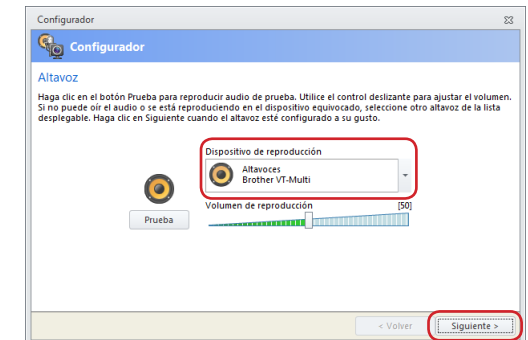 Configurador
Configurador
Altavoz
Haga clic en el botón Prueba para reproducir audio de prueba. Utilice el control deslizante para ajustar el volumen.
Si no puede oír el audio o se está reproduciendo en el dispositivo equivocado, seleccione otro altavoz de la lista
desplegable. Haga clic en Siguiente cuando el altavoz esté configurado a su gusto.
Dispositivo de reproducción
Altavoces
Brother VT-Multi
Prueba
Volumen de reproducción [50]
< Volver Siguiente >